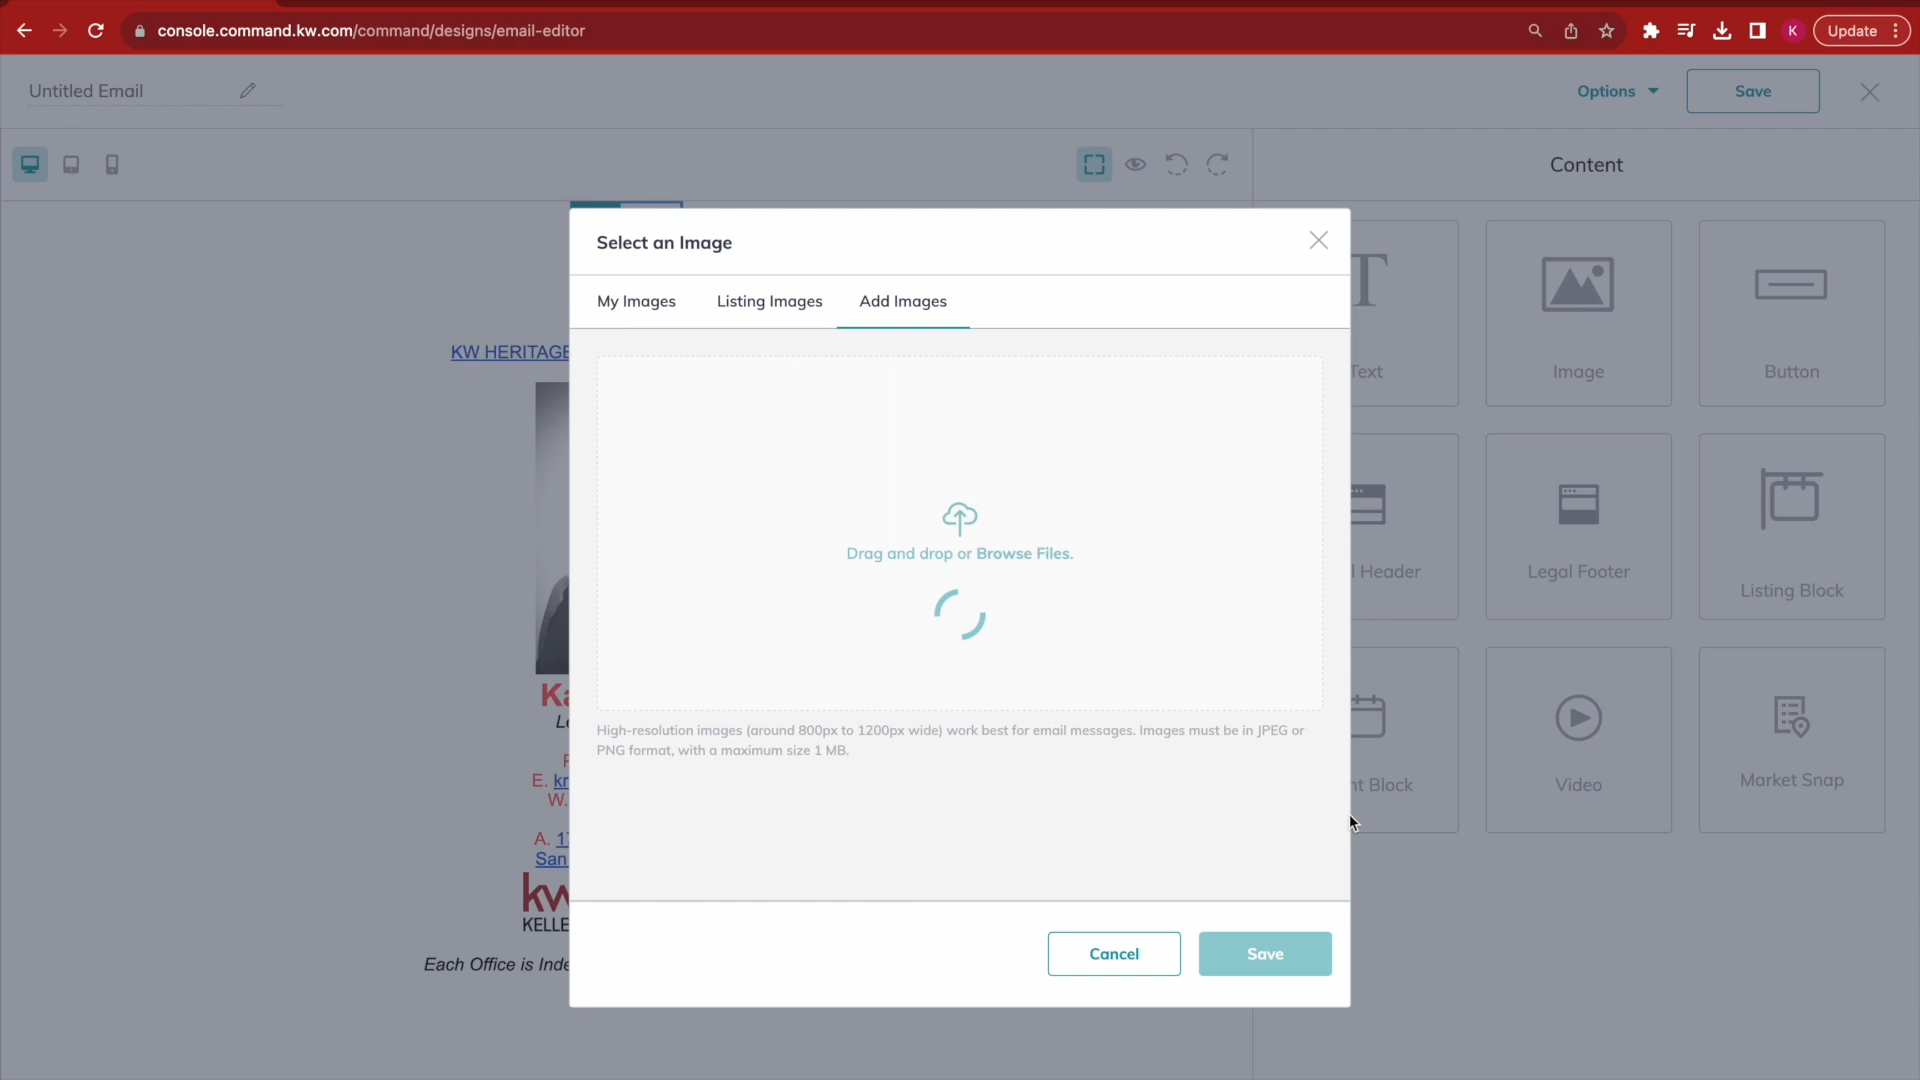 console.command.kw.com/command/designs/email-editor
K
Update
Untitled Email
Options
Save
Content
Select an Image
My Images
Listing Images
Add Images
Drag and drop or Browse Files.
High-resolution images (around 800px to 1200px wide) work best for email messages. Images must be in JPEG or
PNG format, with a maximum size 1 MB.
Cancel
Save
KW HERITAGE
E.
W.
A.
San
kw
KELLE
Each Office is
Text
Image
Button
Header
Legal Footer
Listing Block
Block
Video
Market Snap